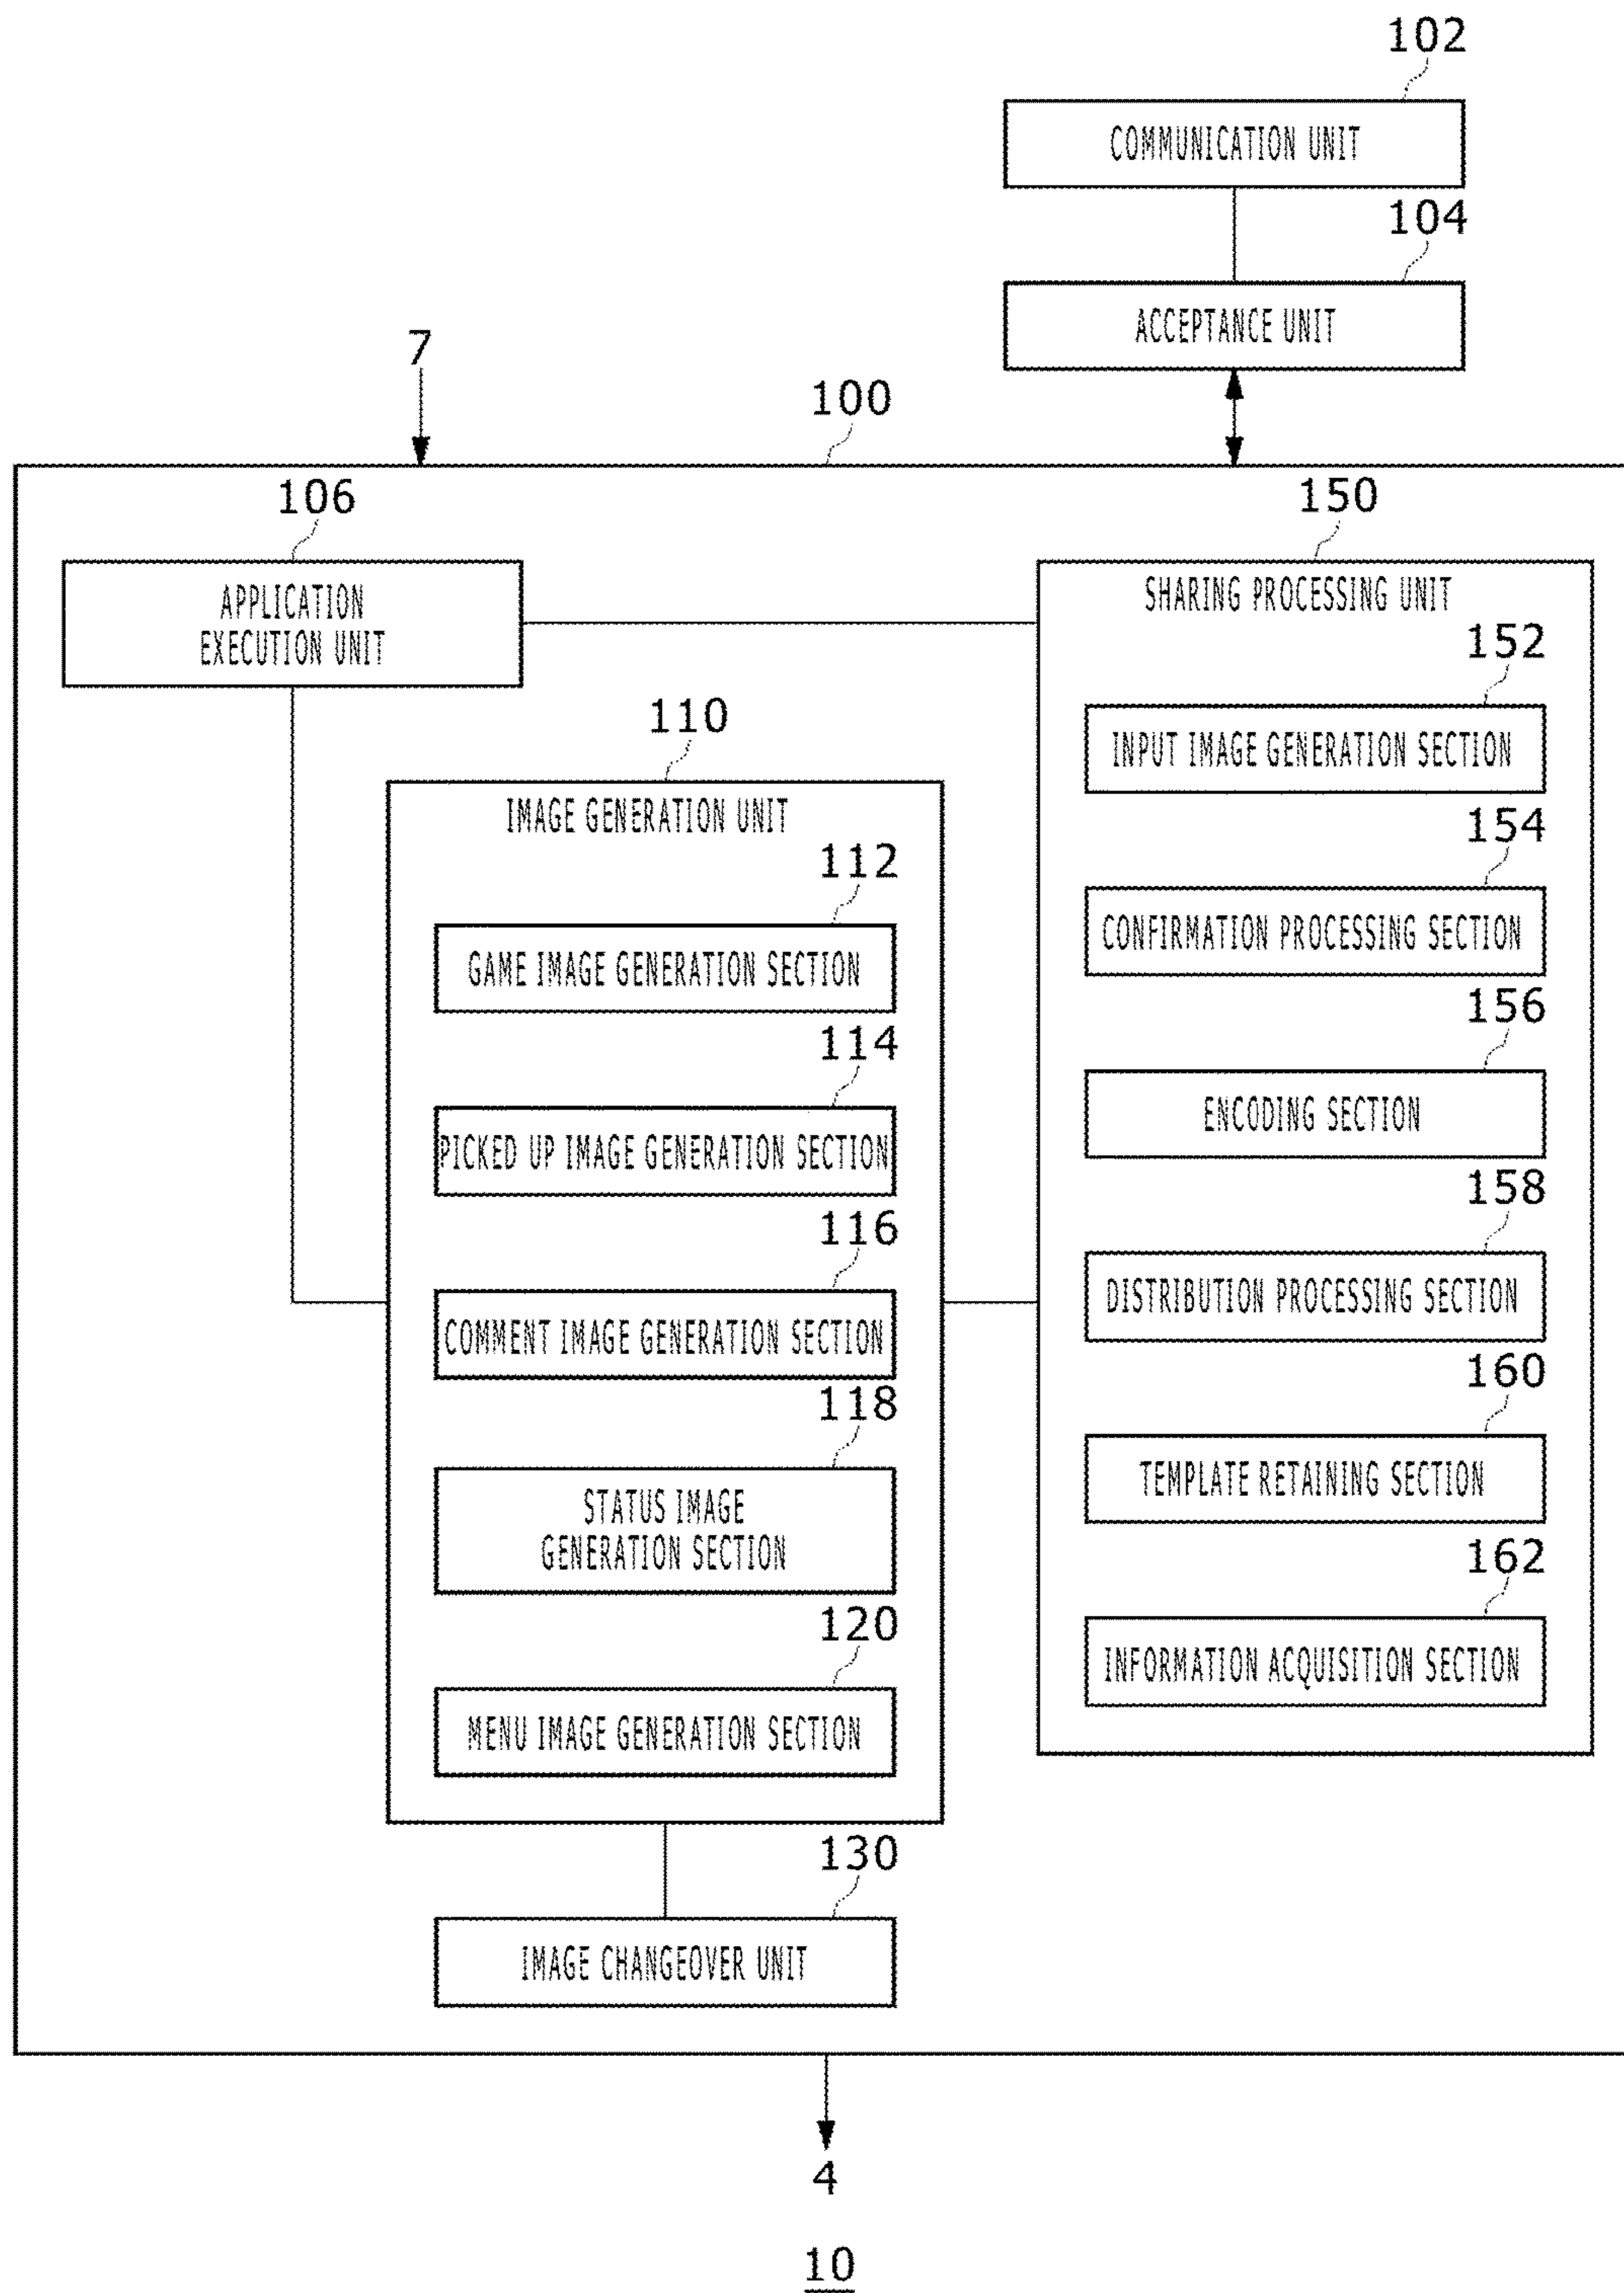 102
COMMUNICATION UNIT
104
ACCEPTANCE UNIT
7
100
106
APPLICATION
EXECUTION UNIT
150
SHARING PROCESSING UNIT
152
INPUT IMAGE GENERATION SECTION
154
CONFIRMATION PROCESSING SECTION
156
ENCODING SECTION
158
DISTRIBUTION PROCESSING SECTION
160
TEMPLATE RETAINING SECTION
162
INFORMATION ACQUISITION SECTION
110
IMAGE GENERATION UNIT
112
GAME IMAGE GENERATION SECTION
114
PICKED UP IMAGE GENERATION SECTION
116
COMMENT IMAGE GENERATION SECTION
118
STATUS IMAGE
GENERATION SECTION
120
MENU IMAGE GENERATION SECTION
130
IMAGE CHANGEOVER UNIT
4
10